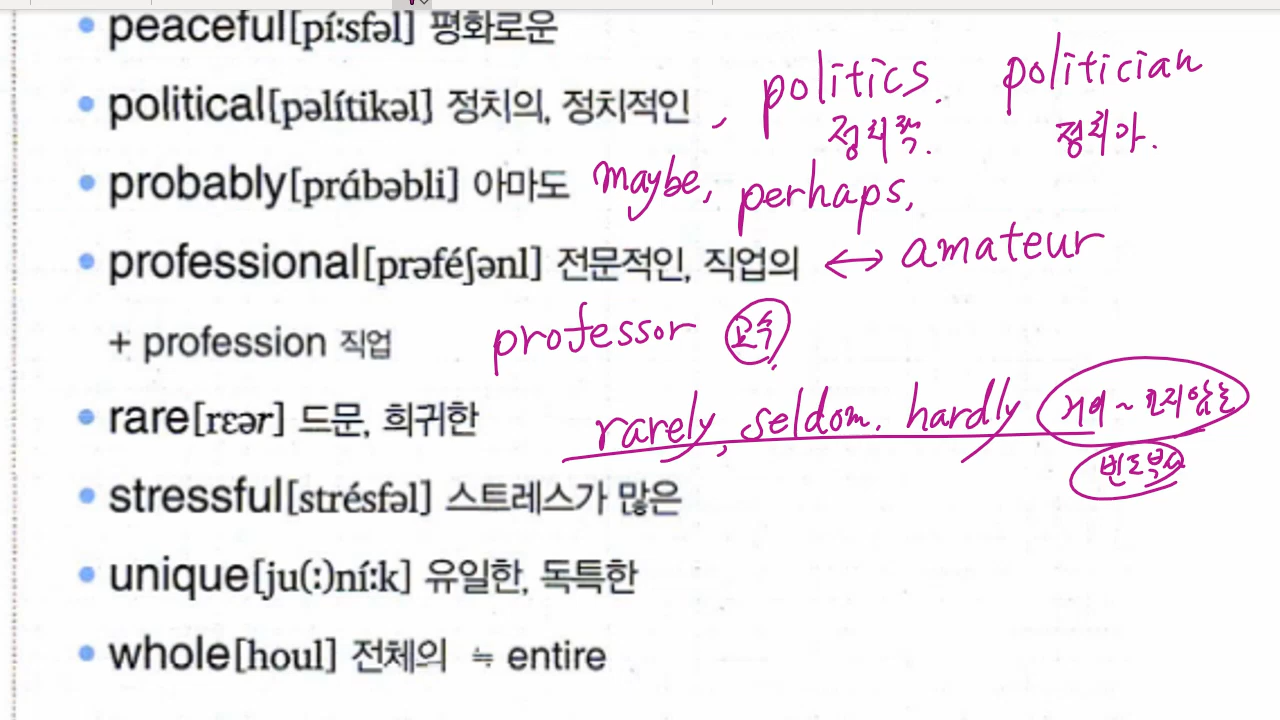 peaceful[píːsfəl] 평화로운
political[pəlítikəl] 정치의, 정치적인 , politics. politician
정치학. 정치가.
probably[prábəbli] 아마도 maybe, perhaps,
professional[prəféʃənl] 전문적인, 직업의 ↔ amateur
+ profession 직업 professor 교수
rare[rɛər] 드문, 희귀한 rarely, seldom. hardly 거의 ~ 않는
빈도부사
stressful[strésfəl] 스트레스가 많은
unique[ju(ː)níːk] 유일한, 독특한
whole[houl] 전체의 ≒ entire